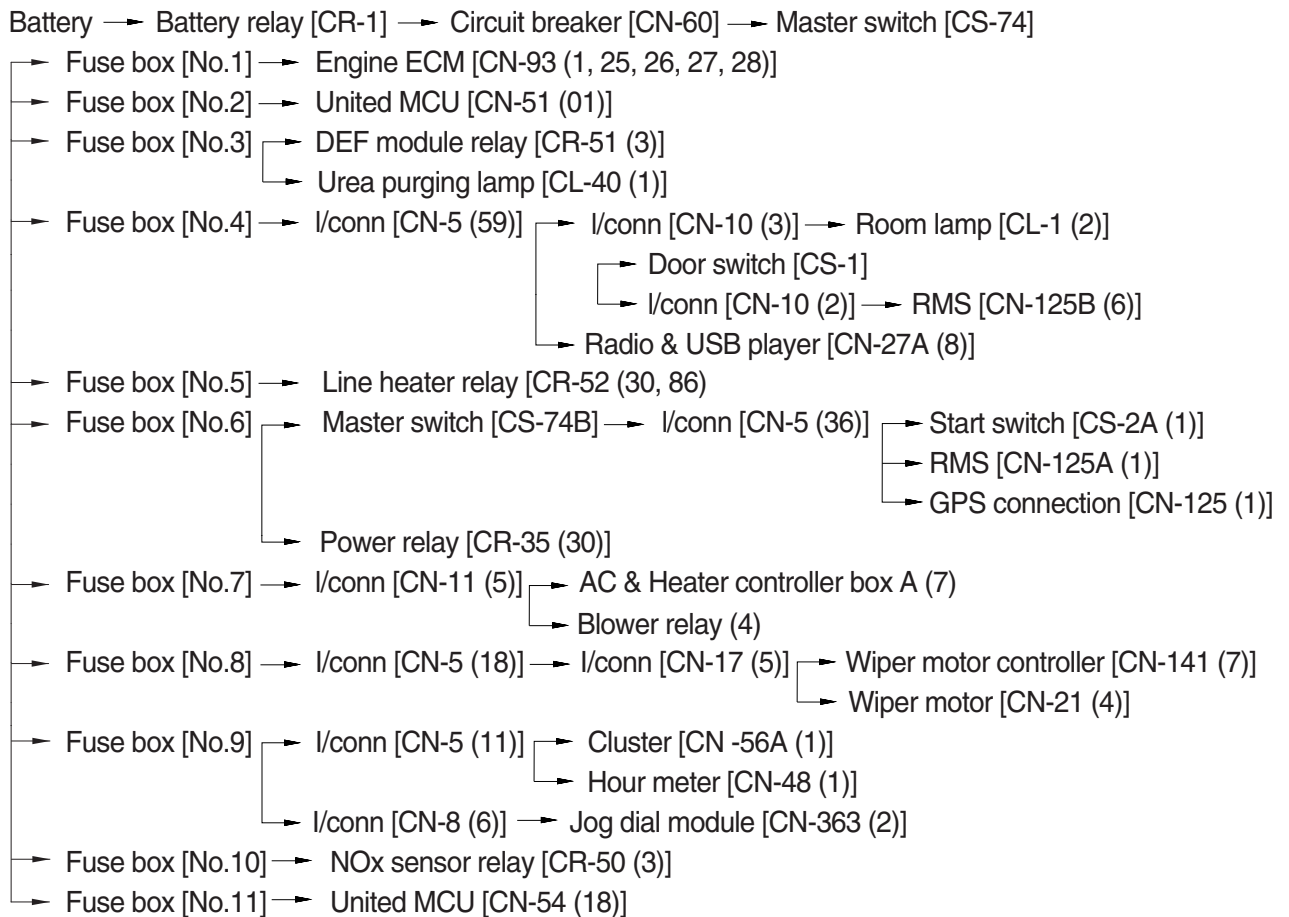 Battery → Battery relay [CR-1] → Circuit breaker [CN-60] → Master switch [CS-74]
Fuse box [No.1] → Engine ECM [CN-93 (1, 25, 26, 27, 28)]
Fuse box [No.2] → United MCU [CN-51 (01)]
Fuse box [No.3] → DEF module relay [CR-51 (3)]
→ Urea purging lamp [CL-40 (1)]
Fuse box [No.4] → I/conn [CN-5 (59)] → I/conn [CN-10 (3)] → Room lamp [CL-1 (2)]
→ Door switch [CS-1]
→ I/conn [CN-10 (2)] → RMS [CN-125B (6)]
→ Radio & USB player [CN-27A (8)]
Fuse box [No.5] → Line heater relay [CR-52 (30, 86)
Fuse box [No.6] → Master switch [CS-74B] → I/conn [CN-5 (36)] → Start switch [CS-2A (1)]
→ RMS [CN-125A (1)]
→ GPS connection [CN-125 (1)]
→ Power relay [CR-35 (30)]
Fuse box [No.7] → I/conn [CN-11 (5)] → AC & Heater controller box A (7)
→ Blower relay (4)
Fuse box [No.8] → I/conn [CN-5 (18)] → I/conn [CN-17 (5)] → Wiper motor controller [CN-141 (7)]
→ Wiper motor [CN-21 (4)]
Fuse box [No.9] → I/conn [CN-5 (11)] → Cluster [CN -56A (1)]
→ Hour meter [CN-48 (1)]
→ I/conn [CN-8 (6)] → Jog dial module [CN-363 (2)]
Fuse box [No.10] → NOx sensor relay [CR-50 (3)]
Fuse box [No.11] → United MCU [CN-54 (18)]